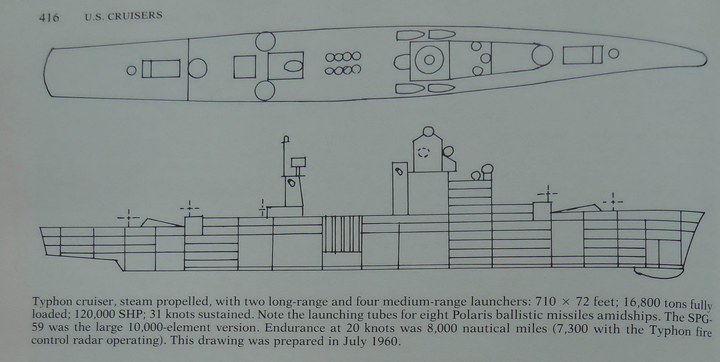 416 U.S. CRUISERS
Typhon cruiser, steam propelled, with two long-range and four medium-range launchers: 710 × 72 feet; 16,800 tons fully
loaded; 120,000 SHP; 31 knots sustained. Note the launching tubes for eight Polaris ballistic missiles amidships. The SPG-
59 was the large 10,000-element version. Endurance at 20 knots was 8,000 nautical miles (7,300 with the Typhon fire
control radar operating). This drawing was prepared in July 1960.